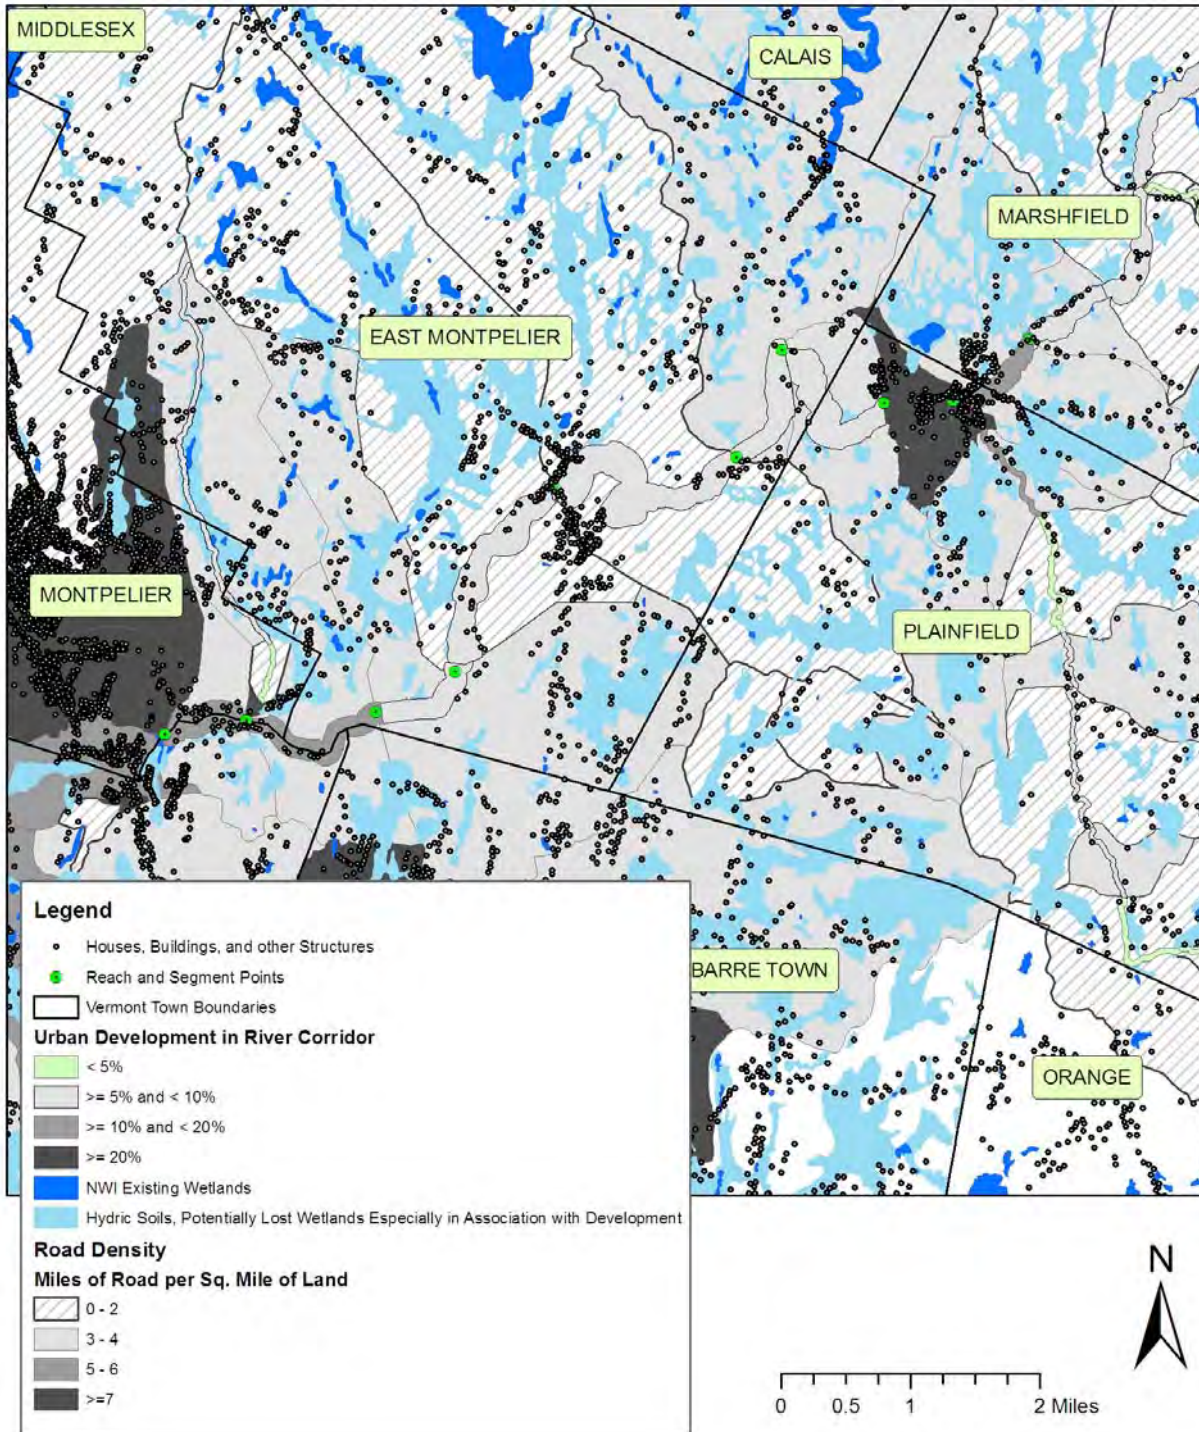 MIDDLESEX
CALAIS
MARSHFIELD
EAST MONTPELIER
MONTPELIER
PLAINFIELD
BARRE TOWN
ORANGE
Legend
Houses, Buildings, and other Structures
Reach and Segment Points
Vermont Town Boundaries
Urban Development in River Corridor
< 5%
>= 5% and < 10%
>= 10% and < 20%
>= 20%
NWI Existing Wetlands
Hydric Soils, Potentially Lost Wetlands Especially in Association with Development
Road Density
Miles of Road per Sq. Mile of Land
0 - 2
3 - 4
5 - 6
>=7
N
0 0.5 1 2 Miles